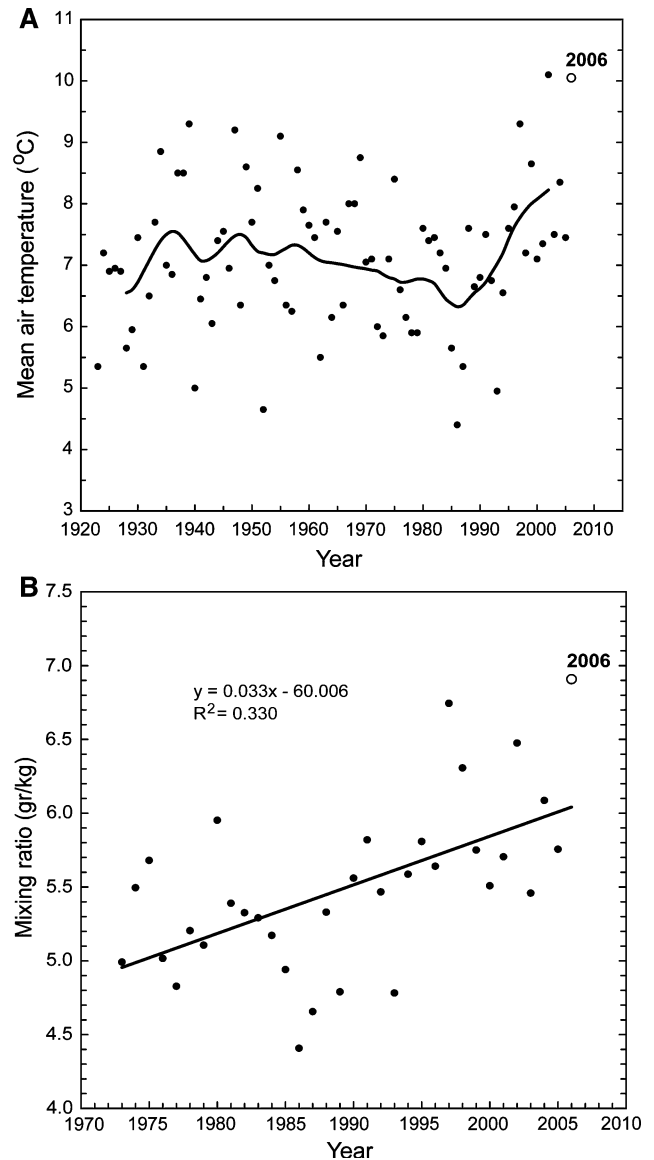 A
11
10
9
8
7
6
5
4
3
Mean air temperature (°C)
2006
1920 1930 1940 1950 1960 1970 1980 1990 2000 2010
Year
B
7.5
7.0
6.5
6.0
5.5
5.0
4.5
4.0
Mixing ratio (gr/kg)
2006
y = 0.033x - 60.006
R² = 0.330
1970 1975 1980 1985 1990 1995 2000 2005 2010
Year